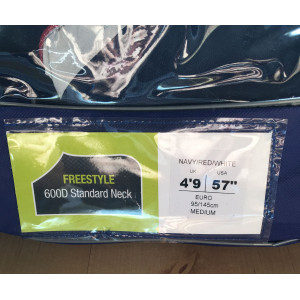 FREESTYLE
600D Standard Neck
NAVY/RED/WHITE
UK USA
4'9 57"
EURO
95/145cm
MEDIUM